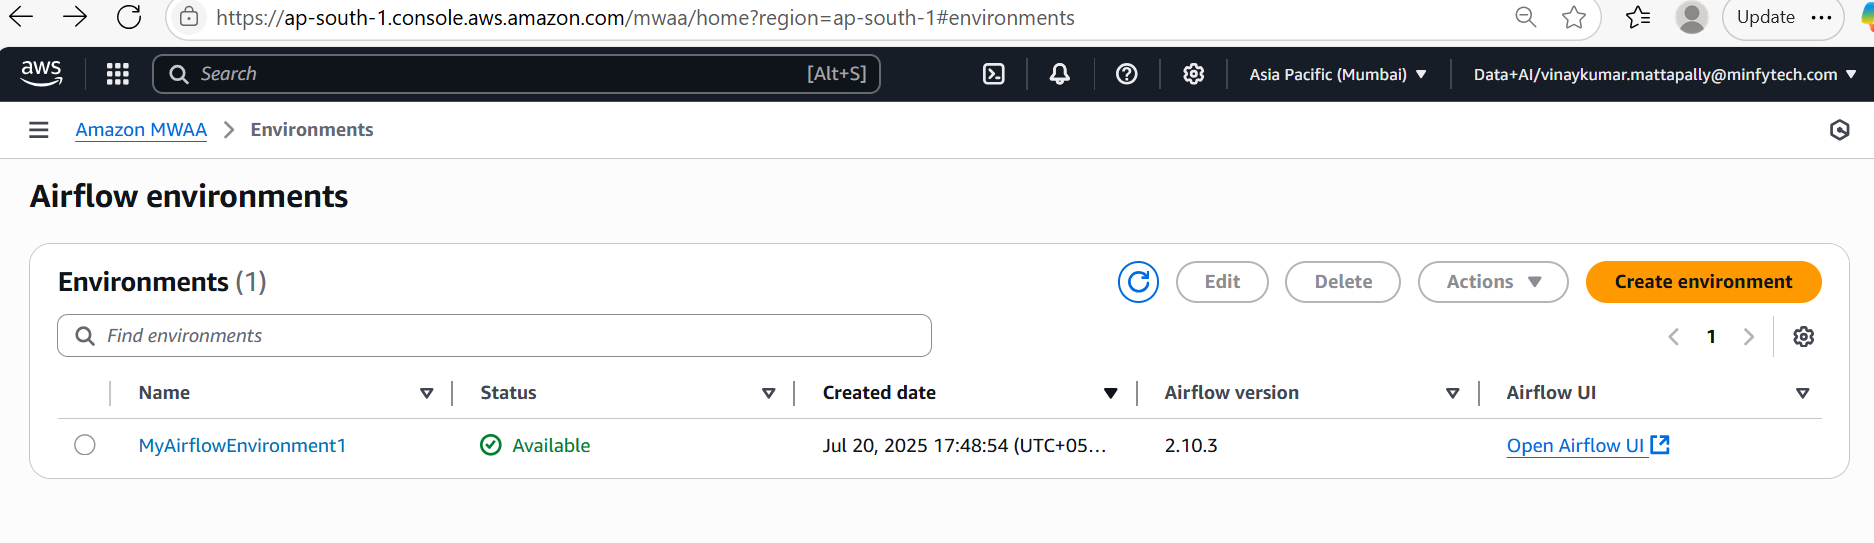 https://ap-south-1.console.aws.amazon.com/mwaa/home?region=ap-south-1#environments
Update
aws
Search
[Alt+S]
Asia Pacific (Mumbai)
Data+AI/vinaykumar.mattapally@minfytech.com
Amazon MWAA
Environments
Airflow environments
Environments (1)
Edit
Delete
Actions
Create environment
Find environments
1
Name
Status
Created date
Airflow version
Airflow UI
MyAirflowEnvironment1
Available
Jul 20, 2025 17:48:54 (UTC+05...
2.10.3
Open Airflow UI